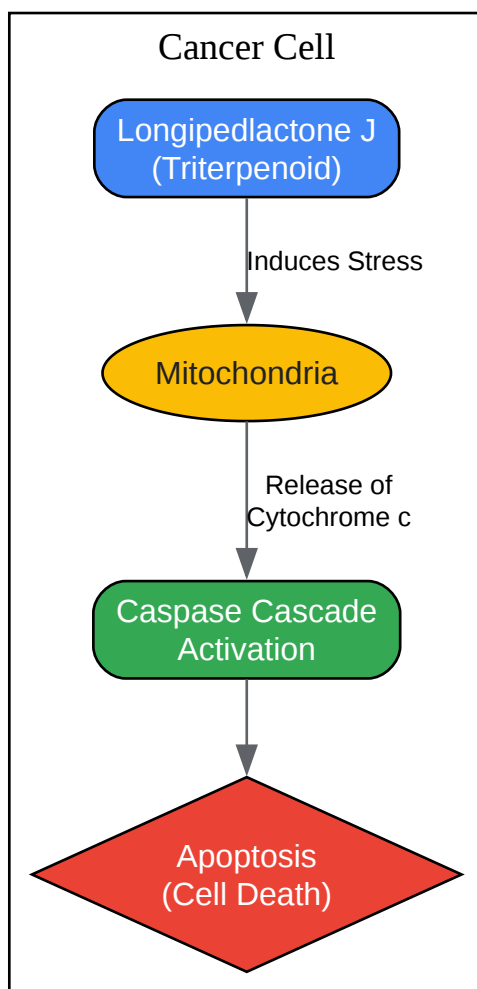 Cancer Cell
Longipedlactone J
(Triterpenoid)
Induces Stress
Mitochondria
Release of
Cytochrome c
Caspase Cascade
Activation
Apoptosis
(Cell Death)